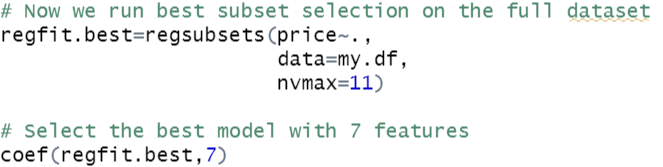 # Now we run best subset selection on the full dataset
regfit.best=regsubsets(price~.,
                       data=my.df,
                       nvmax=11)

# Select the best model with 7 features
coef(regfit.best,7)